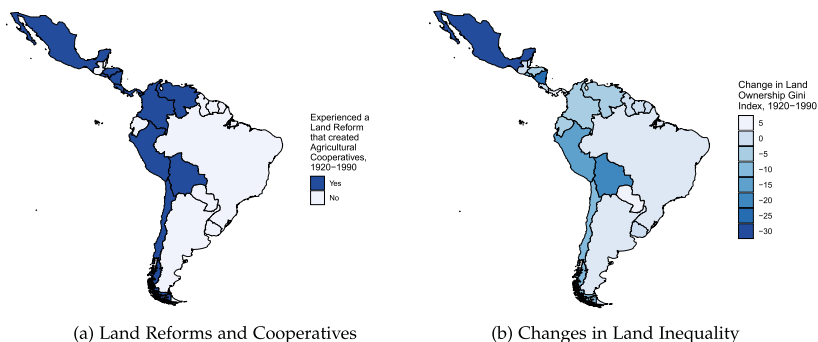 Experienced a
Land Reform
that created
Agricultural
Cooperatives,
1920−1990
Yes
No
(a) Land Reforms and Cooperatives
Change in Land
Ownership Gini
Index, 1920−1990
5
0
−5
−10
−15
−20
−25
−30
(b) Changes in Land Inequality